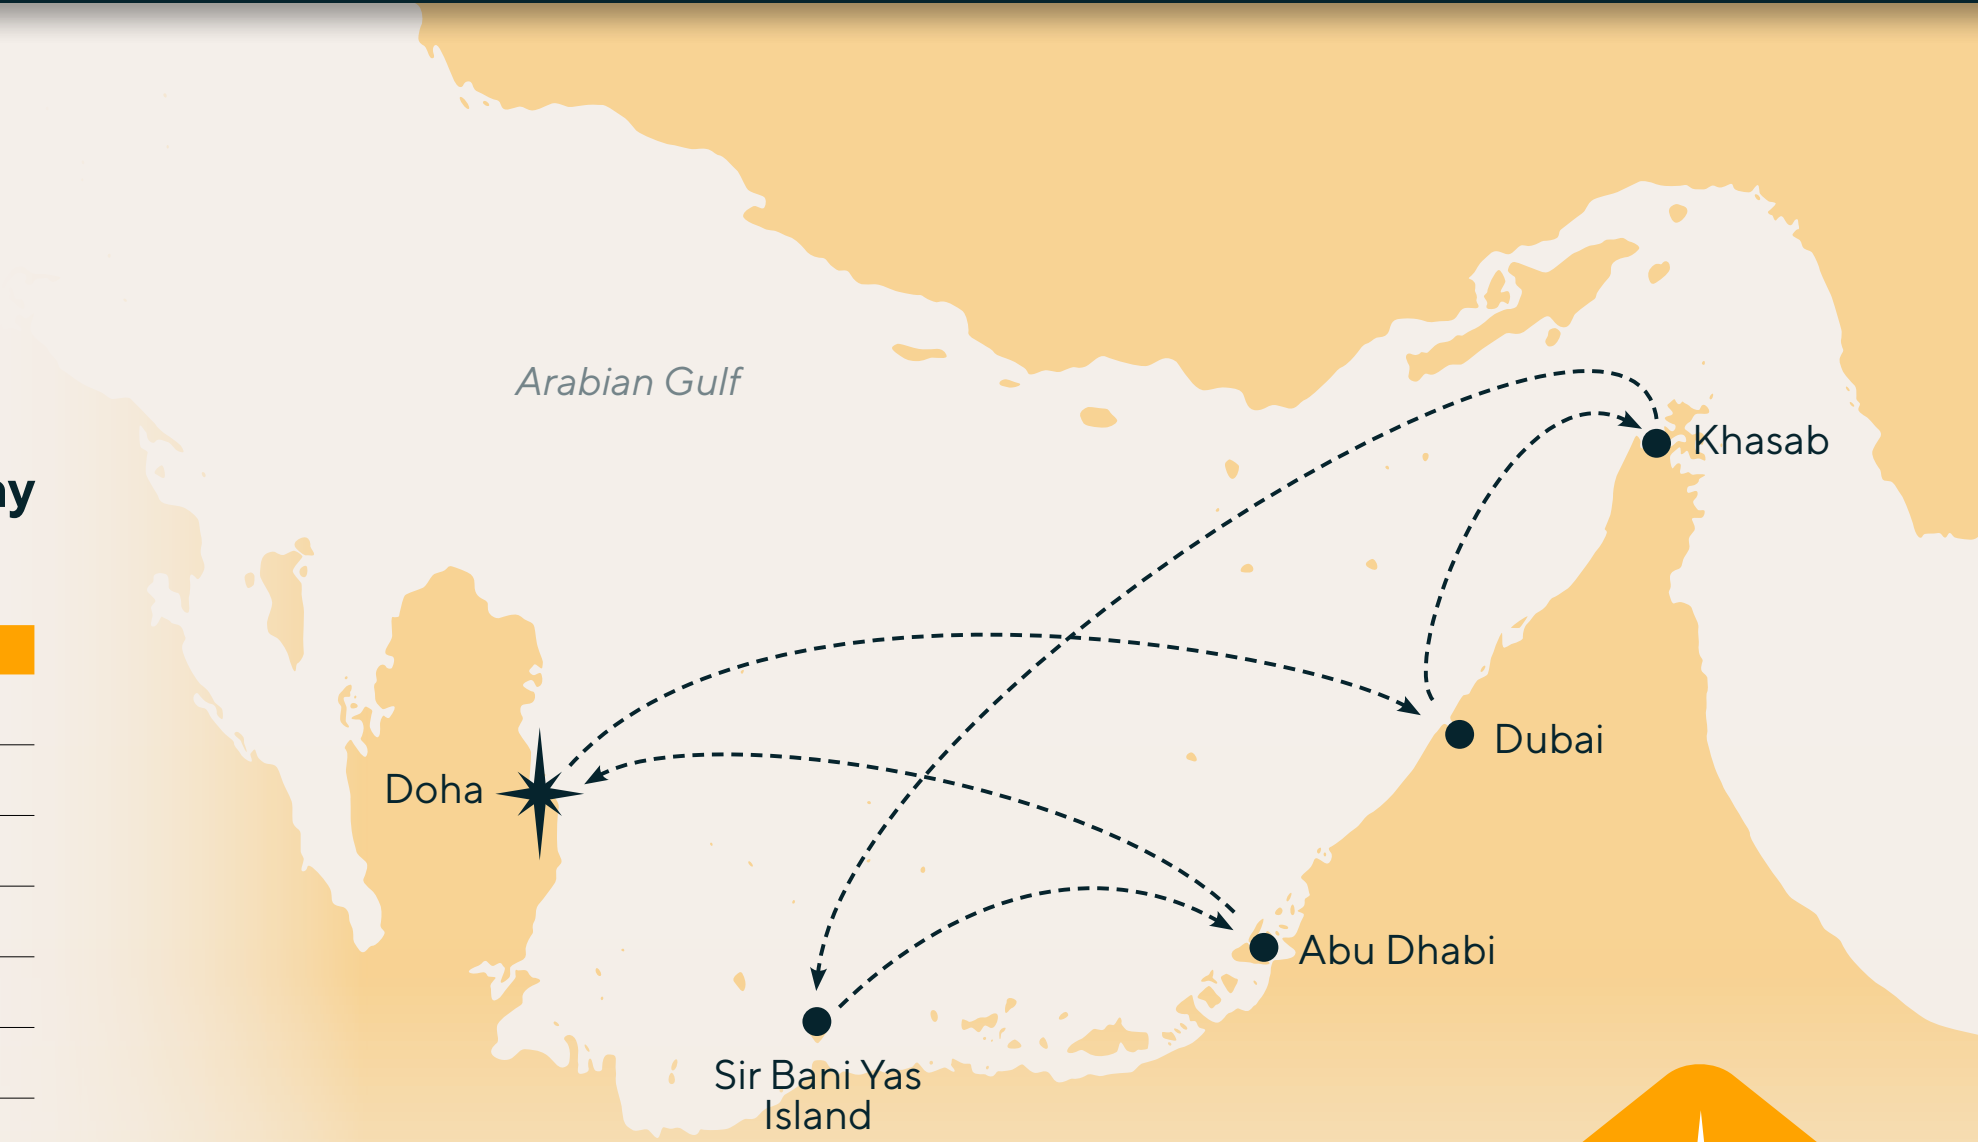 Arabian Gulf
Khasab
Dubai
Doha
Abu Dhabi
Sir Bani Yas
Island